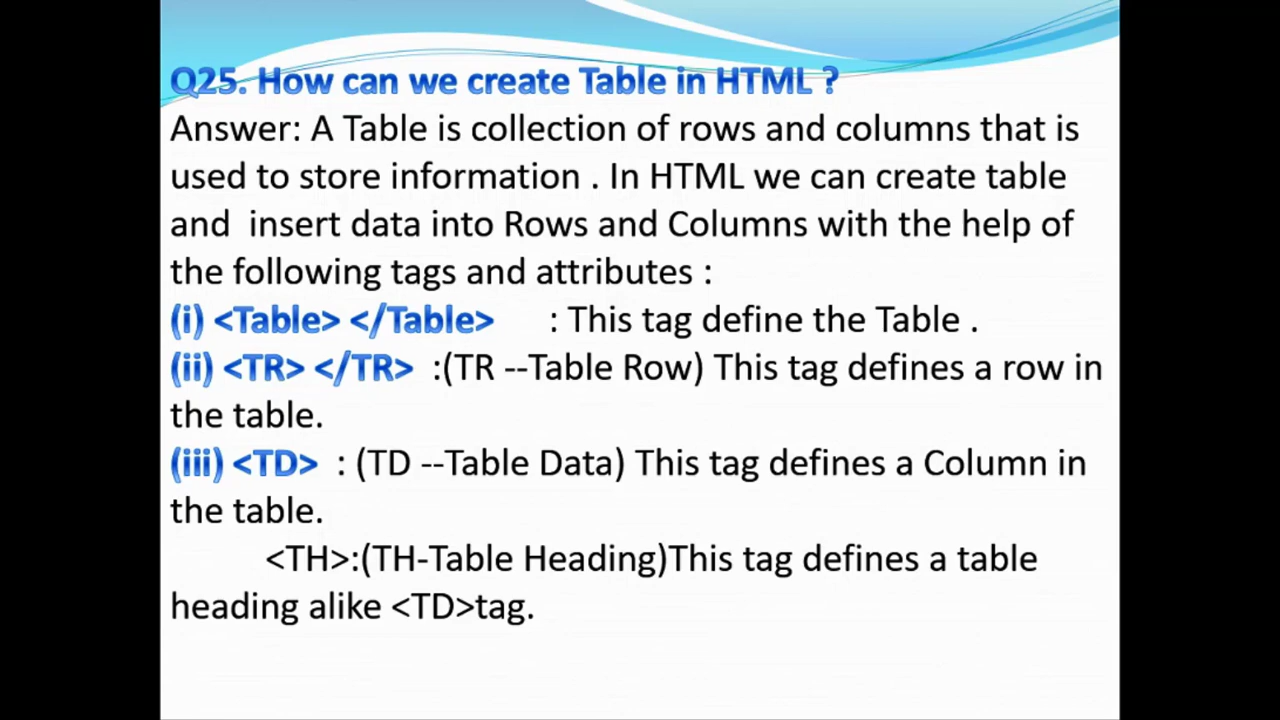 Q25. How can we create Table in HTML ?
Answer: A Table is collection of rows and columns that is
used to store information . In HTML we can create table
and  insert data into Rows and Columns with the help of
the following tags and attributes :
(i) <Table> </Table>     : This tag define the Table .
(ii) <TR> </TR>  :(TR --Table Row) This tag defines a row in
the table.
(iii) <TD>  : (TD --Table Data) This tag defines a Column in
the table.
<TH>:(TH-Table Heading)This tag defines a table
heading alike <TD>tag.